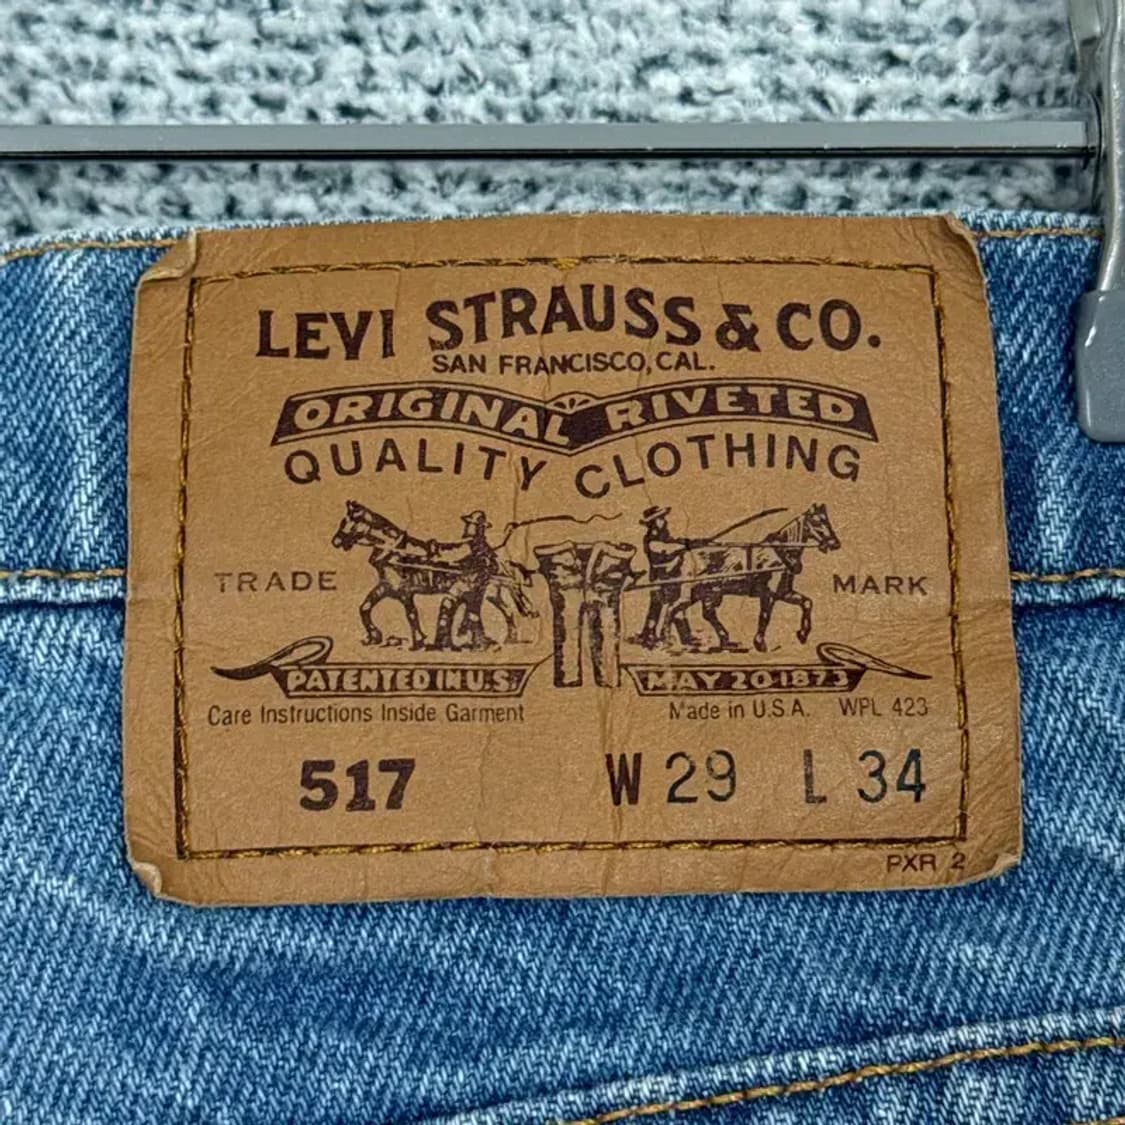 LEVI STRAUSS & CO.
SAN FRANCISCO, CAL.
ORIGINAL RIVETED
QUALITY CLOTHING
TRADE MARK
PATENTED IN U.S. MAY 20 1873
Care Instructions Inside Garment Made in U.S.A. WPL 423
517 W 29 L 34
PXR 2